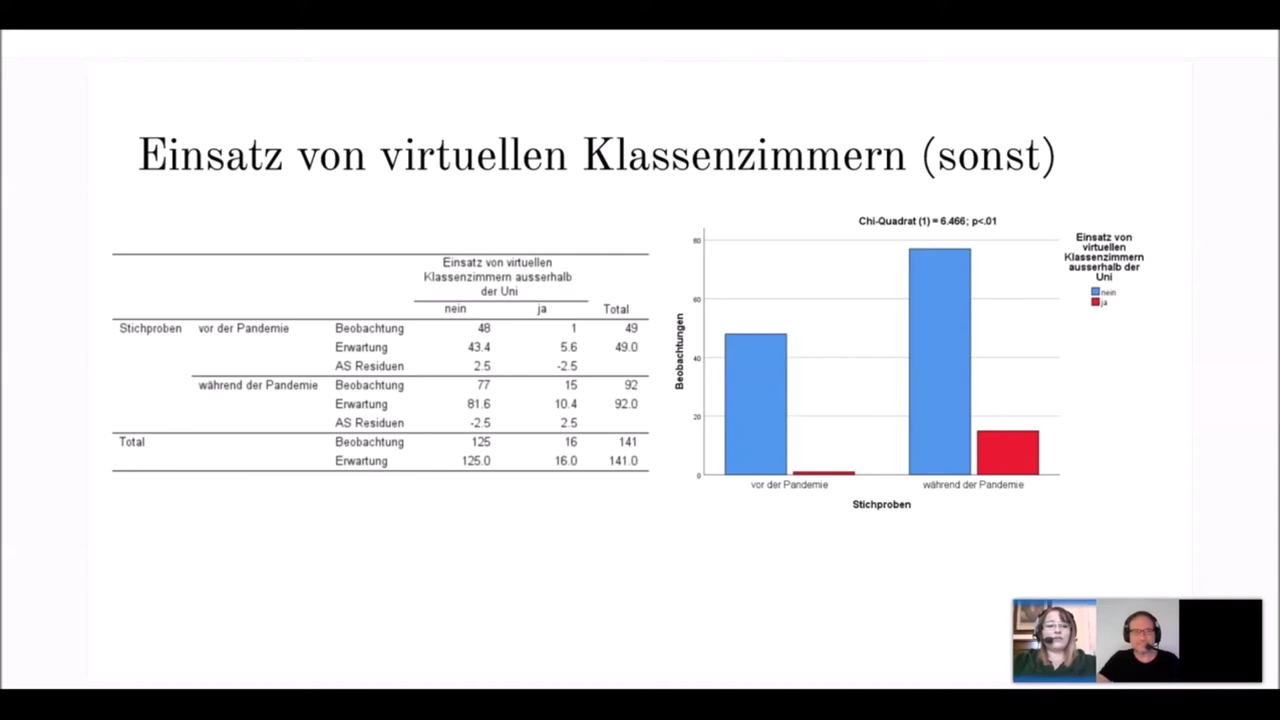 Einsatz von virtuellen Klassenzimmern (sonst)
Einsatz von virtuellen
Klassenzimmern ausserhalb
der Uni
nein ja Total
Stichproben vor der Pandemie Beobachtung 48 1 49
Erwartung 43.4 5.6 49.0
AS Residuen 2.5 -2.5
während der Pandemie Beobachtung 77 15 92
Erwartung 81.6 10.4 92.0
AS Residuen -2.5 2.5
Total Beobachtung 125 16 141
Erwartung 125.0 16.0 141.0
Chi-Quadrat (1) = 6.466; p<.01
Beobachtungen
80
60
40
20
0
vor der Pandemie während der Pandemie
Stichproben
Einsatz von
virtuellen
Klassenzimmern
ausserhalb der
Uni
nein
ja